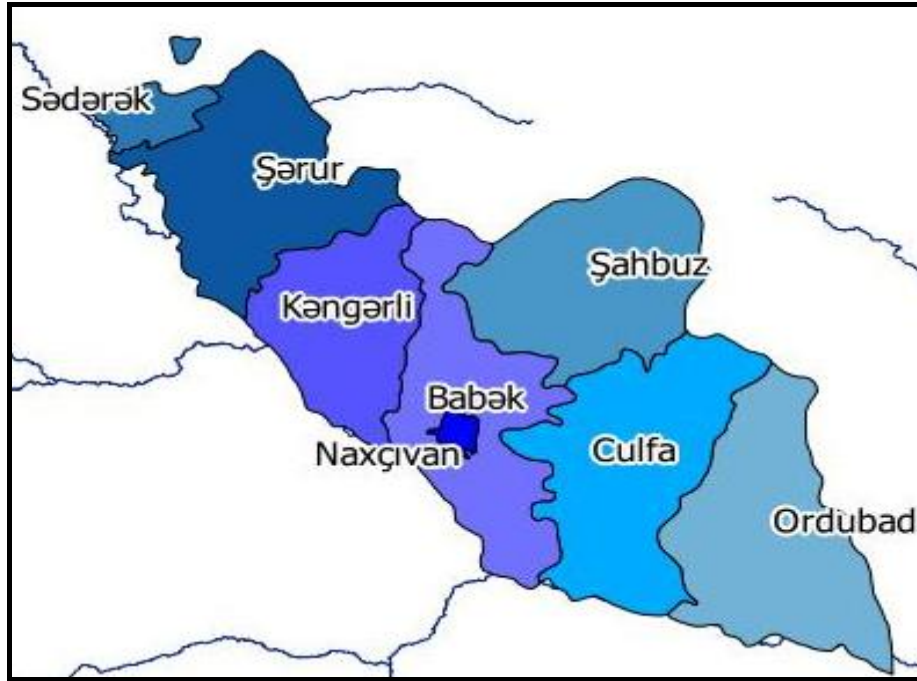 Sədərək
Şərur
Şahbuz
Kəngərli
Babək
Naxçıvan
Culfa
Ordubad